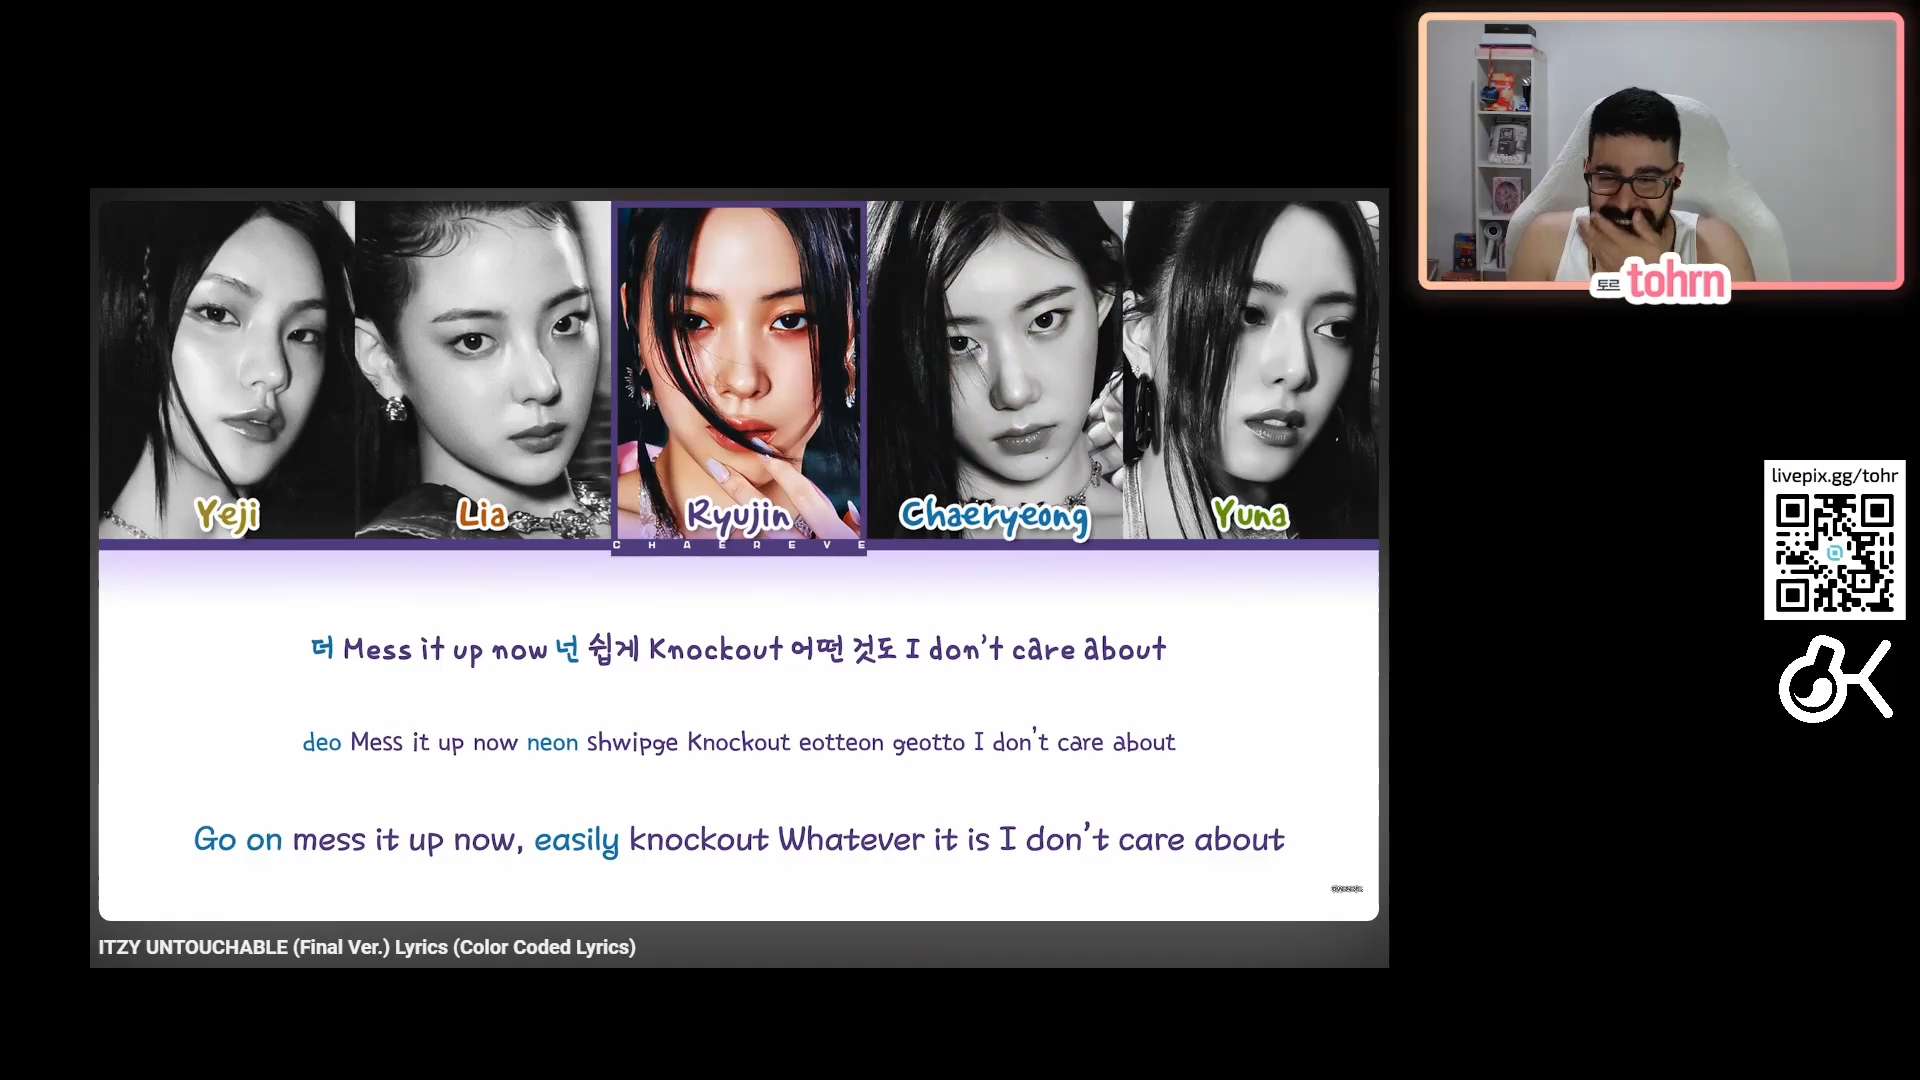 토르 tohrn
Yeji
Lia
Ryujin
Chaeryeong
Yuna
CHAEREVE
livepix.gg/tohr
더 Mess it up now 넌 쉽게 Knockout 어떤 것도 I don't care about
deo Mess it up now neon shwipge Knockout eotteon geotto I don't care about
Go on mess it up now, easily knockout Whatever it is I don't care about
ITZY UNTOUCHABLE (Final Ver.) Lyrics (Color Coded Lyrics)